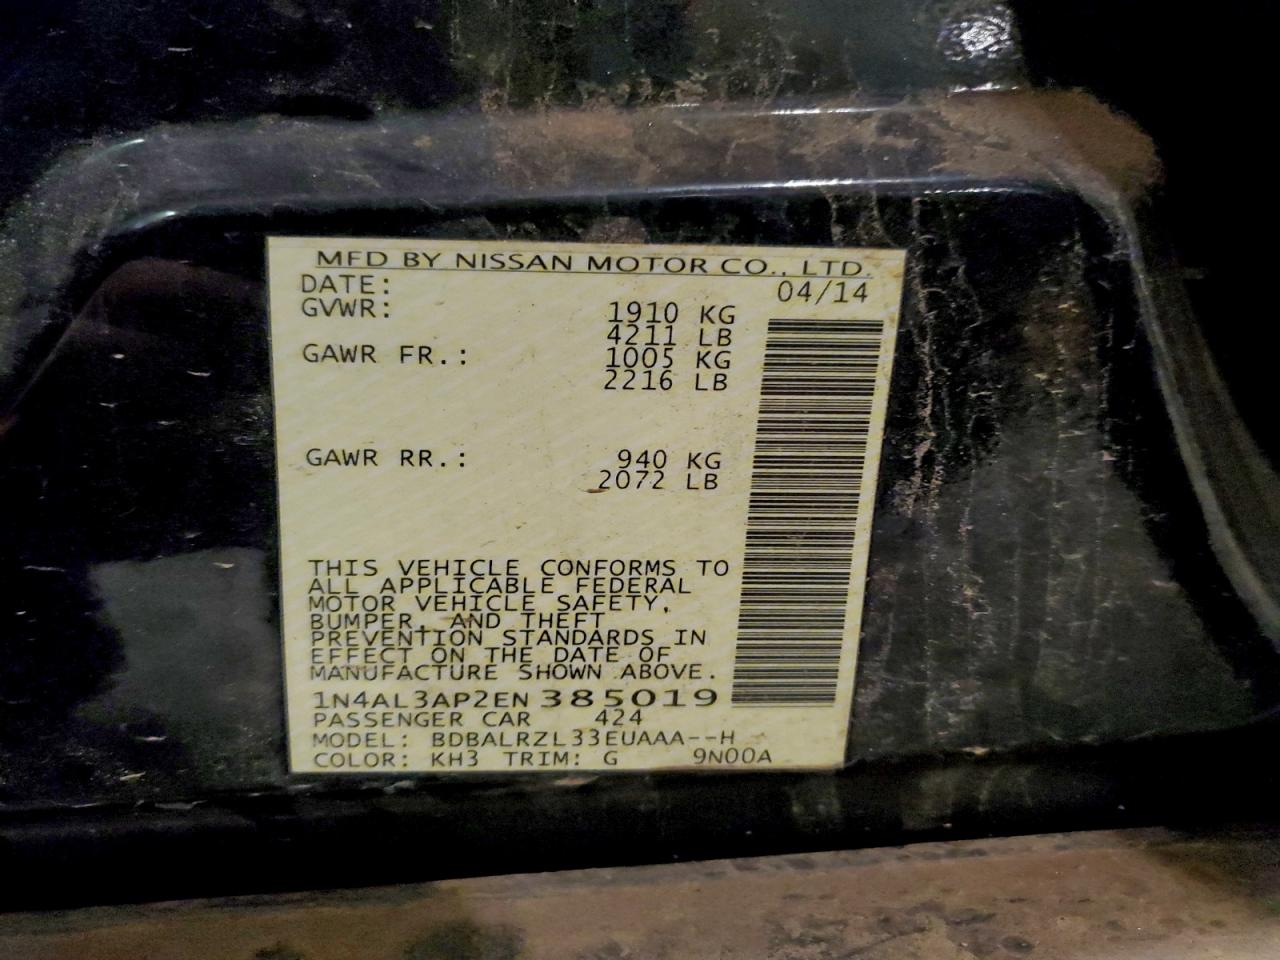 MFD BY NISSAN MOTOR CO., LTD.
DATE: 04/14
GVWR: 1910 KG
4211 LB
GAWR FR.: 1005 KG
2216 LB
GAWR RR.: 940 KG
2072 LB
THIS VEHICLE CONFORMS TO
ALL APPLICABLE FEDERAL
MOTOR VEHICLE SAFETY,
BUMPER, AND THEFT
PREVENTION STANDARDS IN
EFFECT ON THE DATE OF
MANUFACTURE SHOWN ABOVE.
1N4AL3AP2EN385019
PASSENGER CAR 424
MODEL: BDBALRZL33EUAAA--H
COLOR: KH3 TRIM: G 9N00A